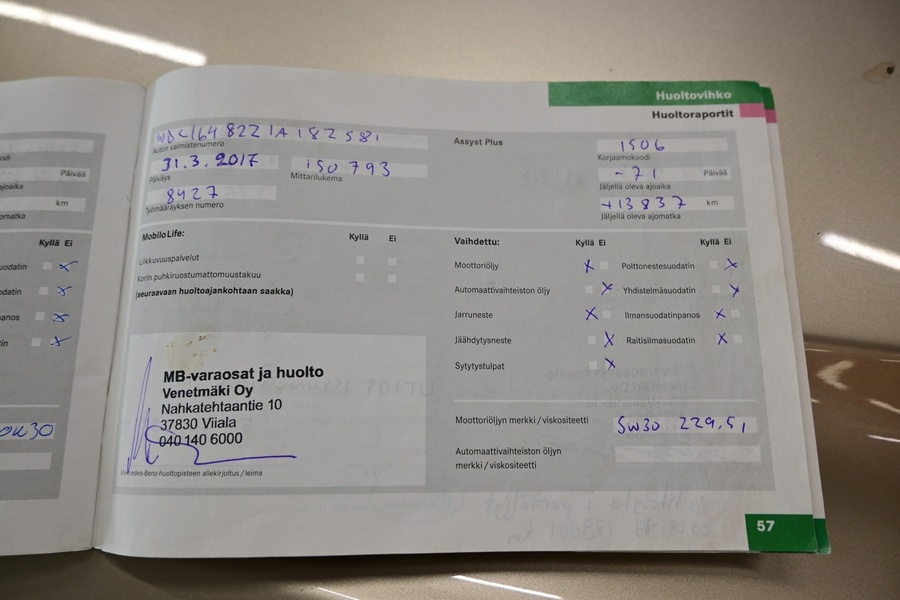 Huoltovihko
Huoltoraportit
WDC1648221A182581
Auton valmistenumero
31.3.2017
Päiväys
150 793
Mittarilukema
8427
Työmääräyksen numero
Assyst Plus
1506
Korjaamokoodi
-71 Päivää
Jäljellä oleva ajoaika
+13837 km
Jäljellä oleva ajomatka
MobiloLife: Kyllä Ei
Liikkuvuuspalvelut
Korin puhkiruostumattomuustakuu
(seuraavaan huoltoajankohtaan saakka)
Vaihdettu: Kyllä Ei Kyllä Ei
Moottoriöljy X Polttonestesuodatin X
Automaattivaihteiston öljy X Yhdistelmäsuodatin X
Jarruneste X Ilmansuodatinpanos X
Jäähdytysneste X Raitisilmasuodatin X
Sytytystulpat X
MB-varaosat ja huolto
Venetmäki Oy
Nahkatehtaantie 10
37830 Viiala
040 140 6000
Mercedes-Benz-huoltopisteen allekirjoitus / leima
Moottoriöljyn merkki / viskositeetti 5W30 229.51
Automaattivaihteiston öljyn
merkki / viskositeetti
57
Päivää
km
Kyllä Ei